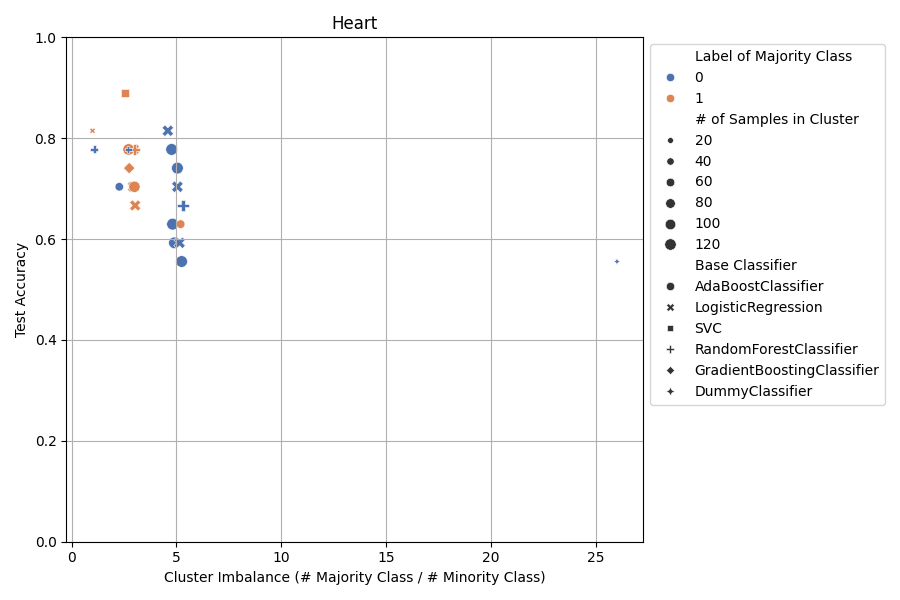 Heart
1.0
0.8
0.6
0.4
0.2
0.0
Test Accuracy
0
5
10
15
20
25
Cluster Imbalance (# Majority Class / # Minority Class)
Label of Majority Class
0
1
# of Samples in Cluster
20
40
60
80
100
120
Base Classifier
AdaBoostClassifier
LogisticRegression
SVC
RandomForestClassifier
GradientBoostingClassifier
DummyClassifier